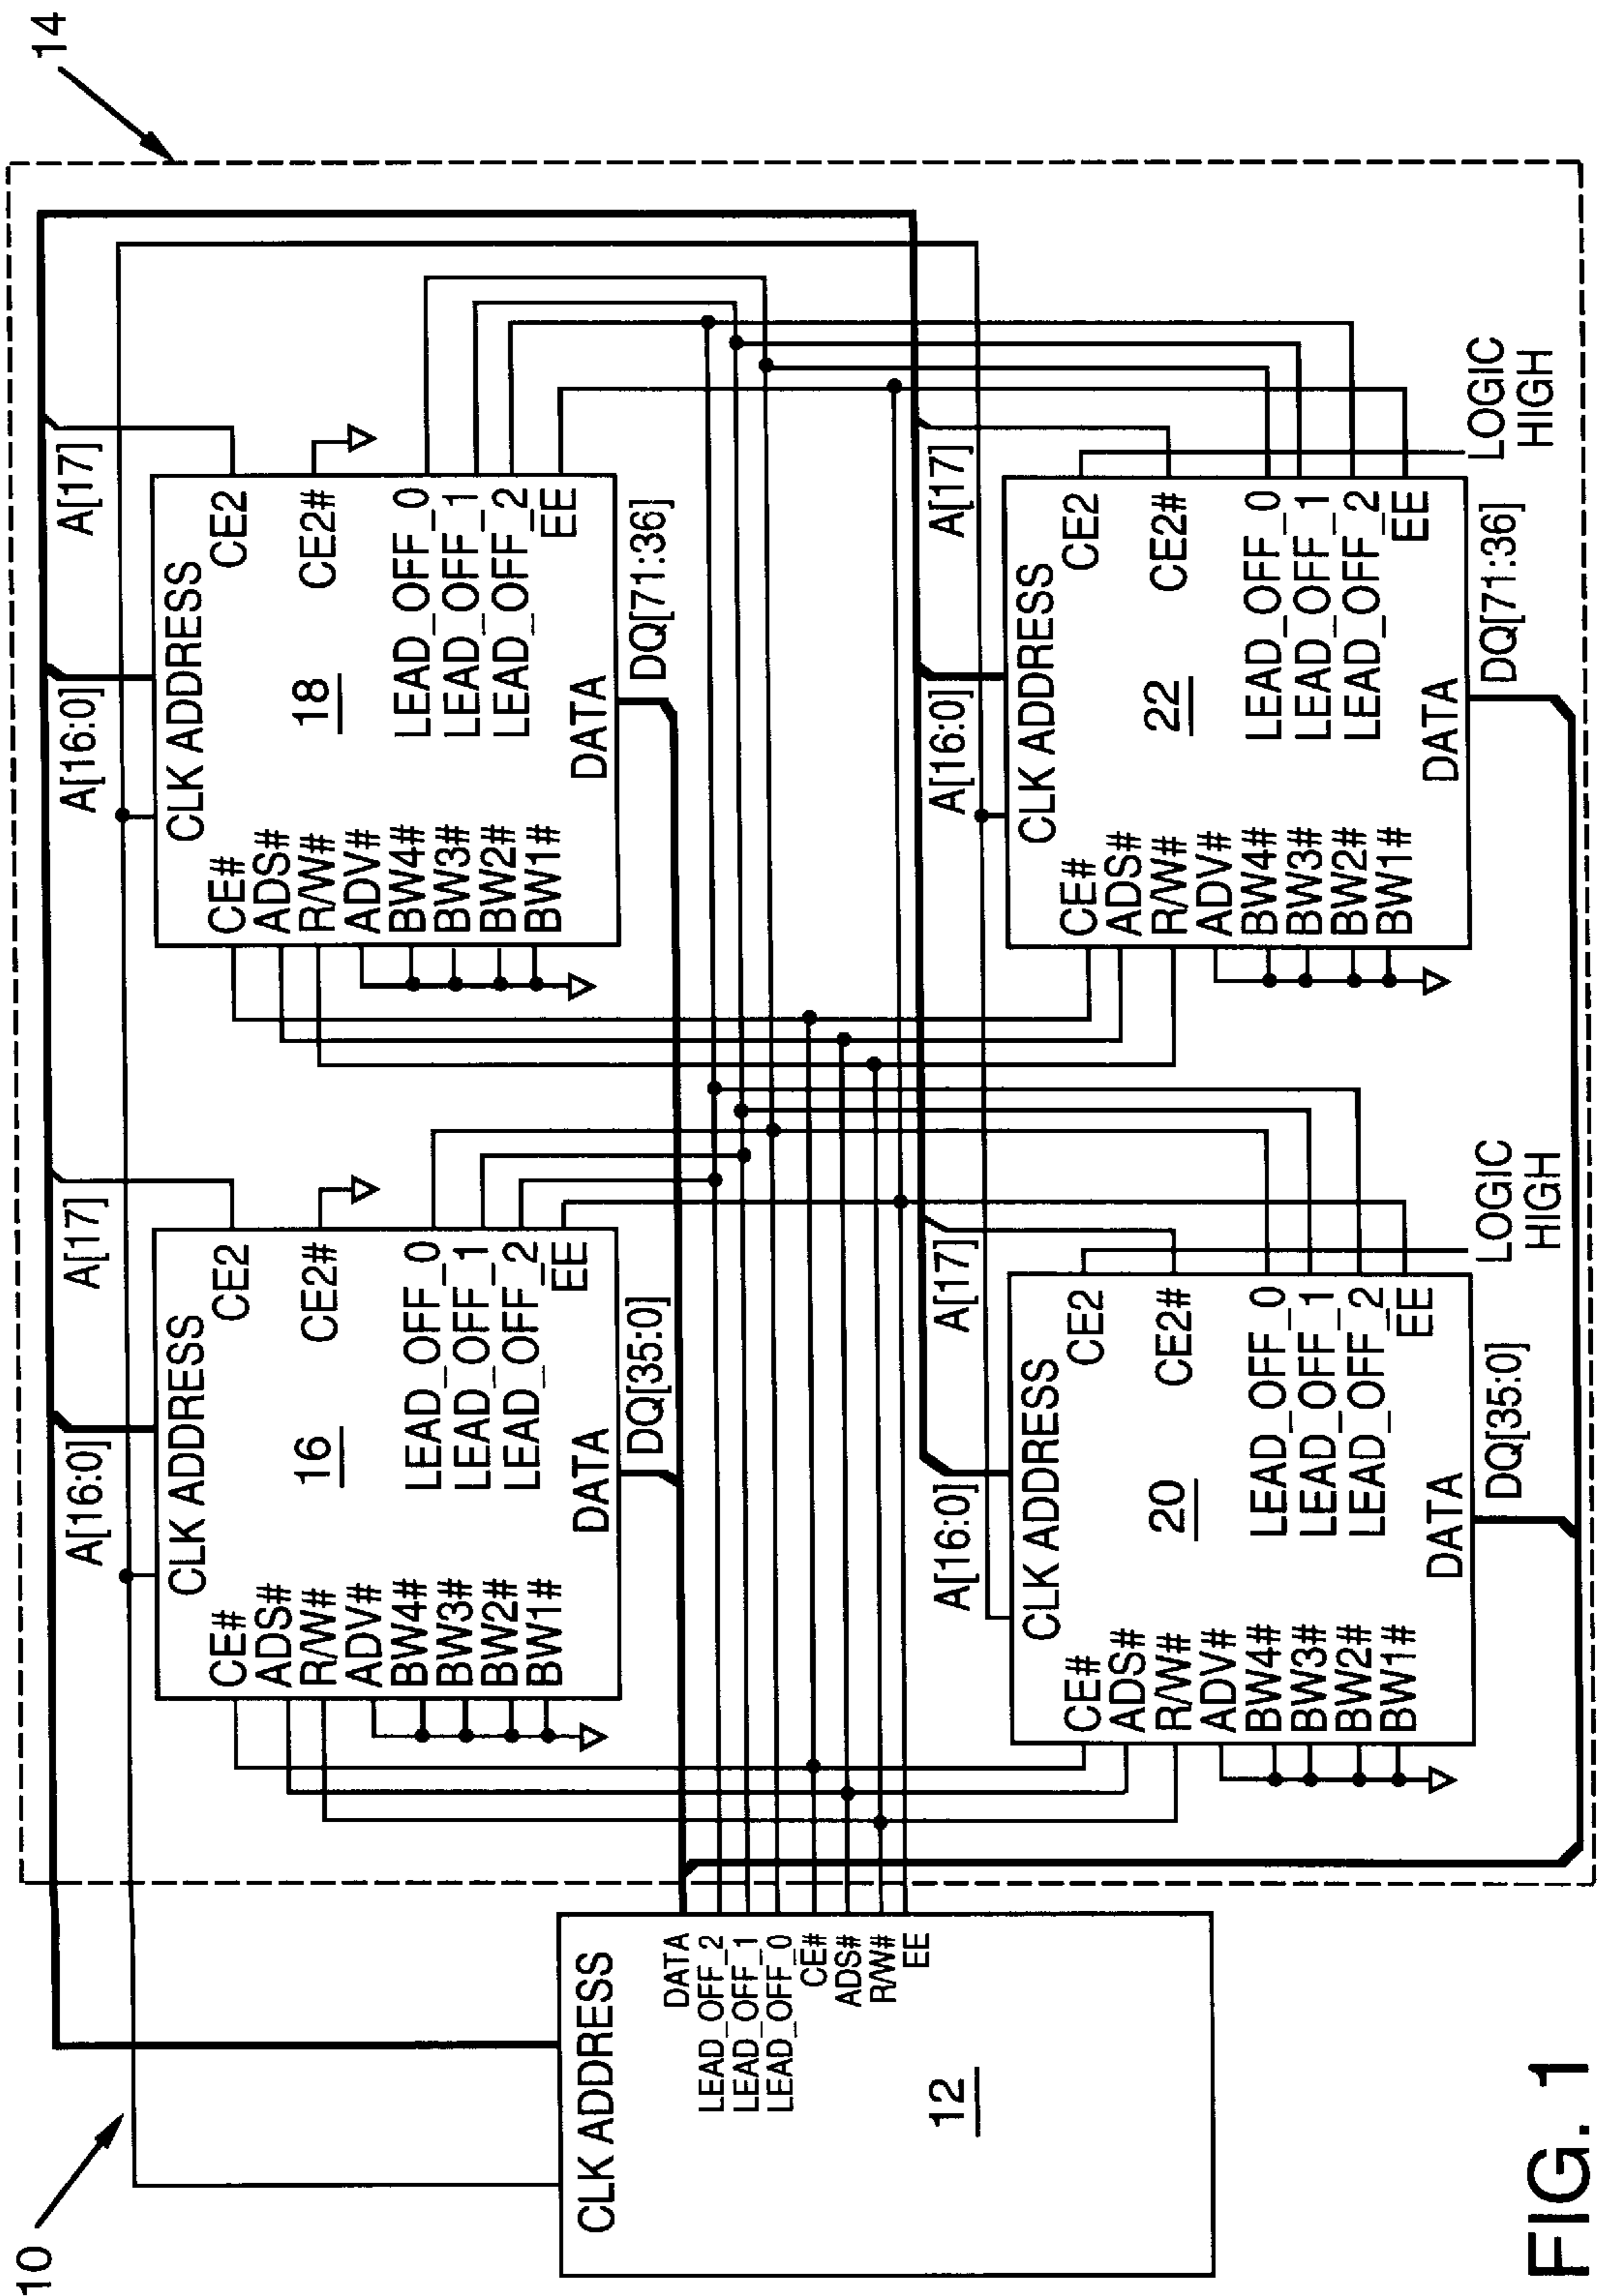 10
14
12
CLK ADDRESS
DATA
LEAD_OFF_2
LEAD_OFF_1
LEAD_OFF_0
CE#
ADS#
R/W#
EE
A[16:0]
A[17]
CLK ADDRESS
CE#
ADS#
R/W#
ADV#
BW4#
BW3#
BW2#
BW1#
16
CE2
CE2#
LEAD_OFF_0
LEAD_OFF_1
LEAD_OFF_2
EE
DATA
DQ[35:0]
A[16:0]
A[17]
CLK ADDRESS
CE#
ADS#
R/W#
ADV#
BW4#
BW3#
BW2#
BW1#
18
CE2
CE2#
LEAD_OFF_0
LEAD_OFF_1
LEAD_OFF_2
EE
DATA
DQ[71:36]
A[16:0]
A[17]
CLK ADDRESS
CE#
ADS#
R/W#
ADV#
BW4#
BW3#
BW2#
BW1#
20
CE2
CE2#
LEAD_OFF_0
LEAD_OFF_1
LEAD_OFF_2
EE
DATA
DQ[35:0]
LOGIC
HIGH
A[16:0]
A[17]
CLK ADDRESS
CE#
ADS#
R/W#
ADV#
BW4#
BW3#
BW2#
BW1#
22
CE2
CE2#
LEAD_OFF_0
LEAD_OFF_1
LEAD_OFF_2
EE
DATA
DQ[71:36]
LOGIC
HIGH
FIG. 1